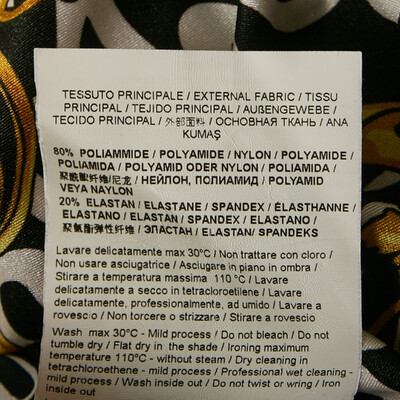 TESSUTO PRINCIPALE / EXTERNAL FABRIC / TISSU
PRINCIPAL / TEJIDO PRINCIPAL / AUßENGEWEBE /
TECIDO PRINCIPAL / 外部面料 / ОСНОВНАЯ ТКАНЬ / ANA
KUMAŞ
80% POLIAMMIDE / POLYAMIDE / NYLON / POLYAMIDE /
POLIAMIDA / POLYAMID ODER NYLON / POLIAMIDA /
聚酰胺纤维/尼龙 / НЕЙЛОН, ПОЛИАМИД / POLYAMID
VEYA NAYLON
20% ELASTAN / ELASTANE / SPANDEX / ÉLASTHANNE /
ELASTANO / ELASTAN / SPANDEX / ELASTANO /
聚氨酯弹性纤维 / ЭЛАСТАН / ELASTAN/ SPANDEKS
Lavare delicatamente max 30°C / Non trattare con cloro /
Non usare asciugatrice / Asciugare in piano in ombra /
Stirare a temperatura massima 110 °C / Lavare
delicatamente a secco in tetracloroetilene / Lavare
delicatamente, professionalmente, ad umido / Lavare a
rovescio / Non torcere o strizzare / Stirare a rovescio
Wash max 30°C - Mild process / Do not bleach / Do not
tumble dry / Flat dry in the shade / Ironing maximum
temperature 110°C - without steam / Dry cleaning in
tetrachloroethene - mild process / Professional wet cleaning -
mild process / Wash inside out / Do not twist or wring / Iron
inside out